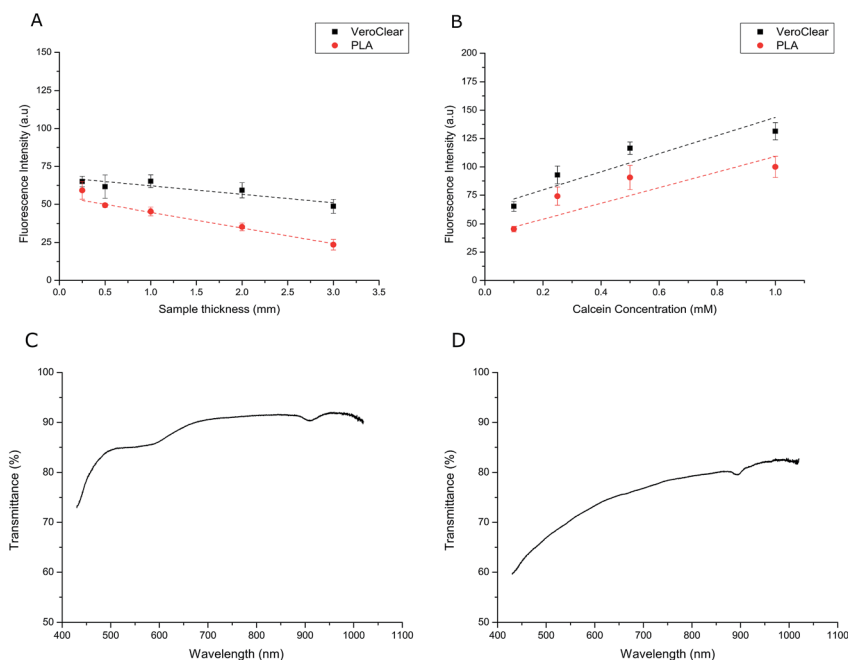 A
VeroClear
PLA
150
125
100
75
50
25
0
Fluorescence Intensity (a.u)
0.0 0.5 1.0 1.5 2.0 2.5 3.0 3.5
Sample thickness (mm)
B
VeroClear
PLA
200
175
150
125
100
75
50
25
0
Fluorescence Intensity (a.u)
0.0 0.2 0.4 0.6 0.8 1.0
Calcein Concentration (mM)
C
100
90
80
70
60
50
Transmittance (%)
400 500 600 700 800 900 1000 1100
Wavelength (nm)
D
100
90
80
70
60
50
Transmittance (%)
400 500 600 700 800 900 1000 1100
Wavelength (nm)